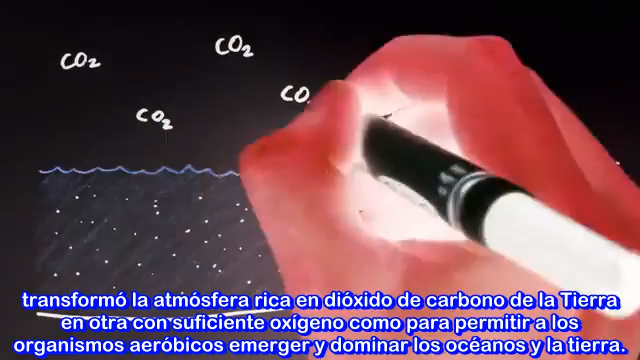 CO₂
CO₂
CO
CO₂
transformó la atmósfera rica en dióxido de carbono de la Tierra
en otra con suficiente oxígeno como para permitir a los
organismos aeróbicos emerger y dominar los océanos y la tierra.